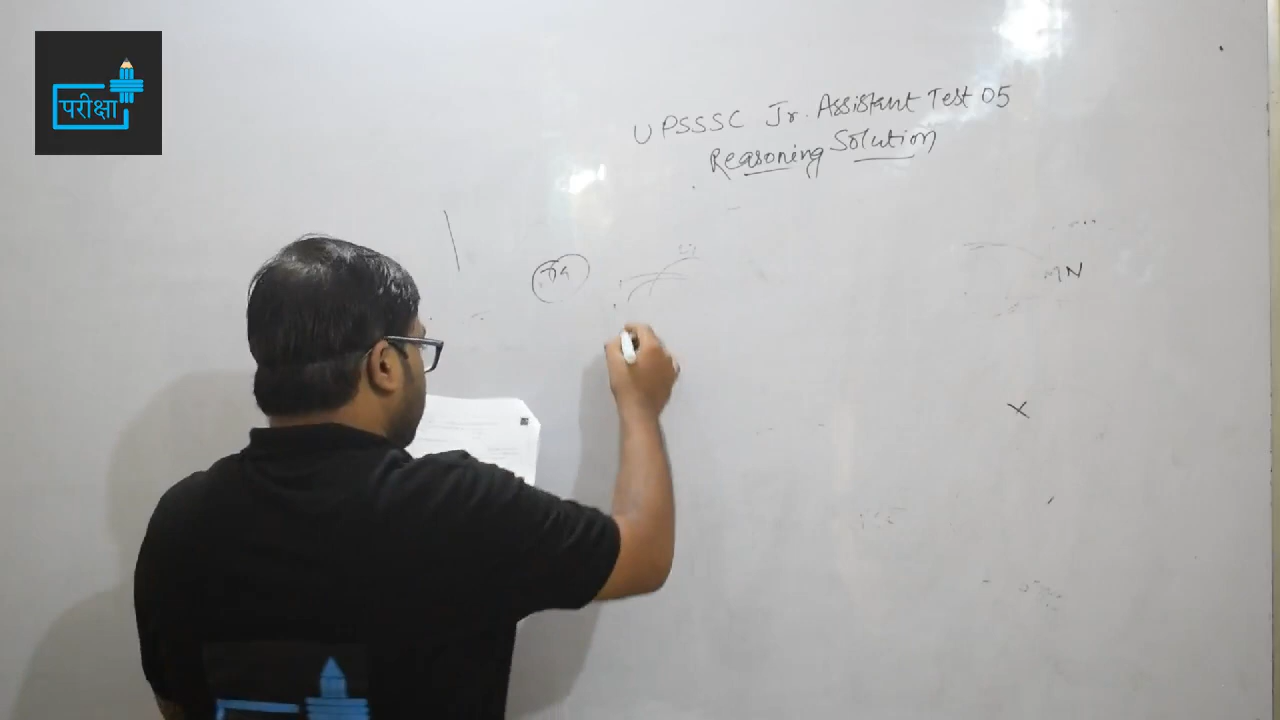 परीक्षा
UPSSSC Jr. Assistant Test 05
Reasoning Solution
MN
X